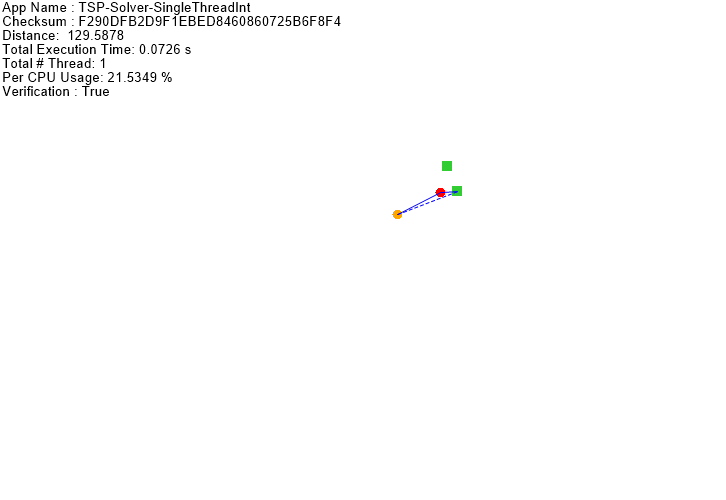 App Name : TSP-Solver-SingleThreadInt
Checksum : F290DFB2D9F1EBED8460860725B6F8F4
Distance:  129.5878
Total Execution Time: 0.0726 s
Total # Thread: 1
Per CPU Usage: 21.5349 %
Verification : True